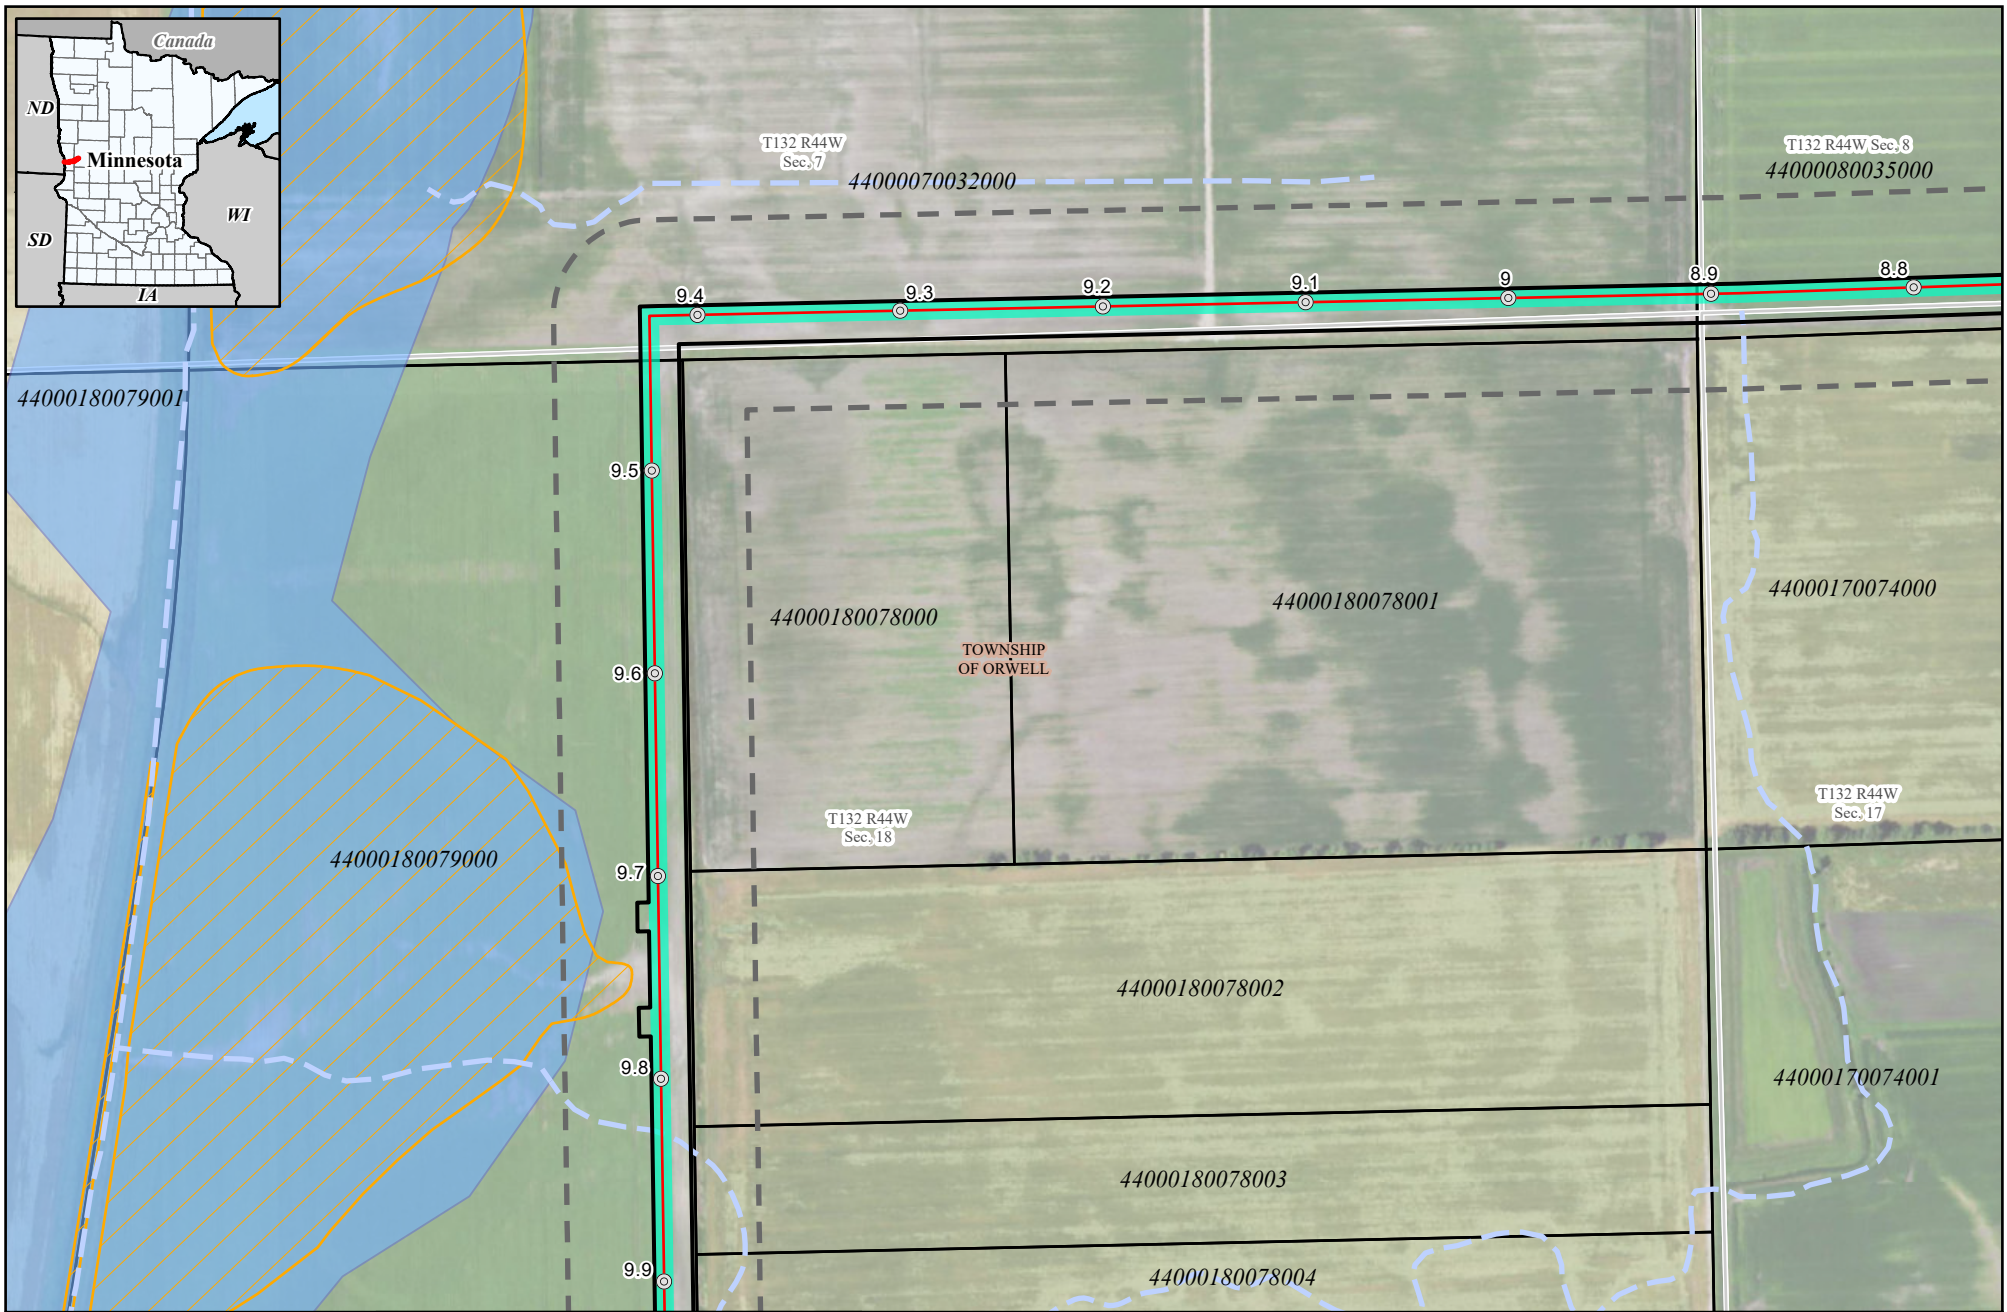 Canada
ND
Minnesota
WI
SD
IA
T132 R44W
Sec. 7
44000070032000
T132 R44W Sec. 8
44000080035000
9.4
9.3
9.2
9.1
9
8.9
8.8
44000180079001
9.5
44000180078000
44000180078001
44000170074000
TOWNSHIP
OF ORWELL
9.6
T132 R44W
Sec. 18
T132 R44W
Sec. 17
44000180079000
9.7
44000180078002
9.8
44000170074001
44000180078003
9.9
44000180078004